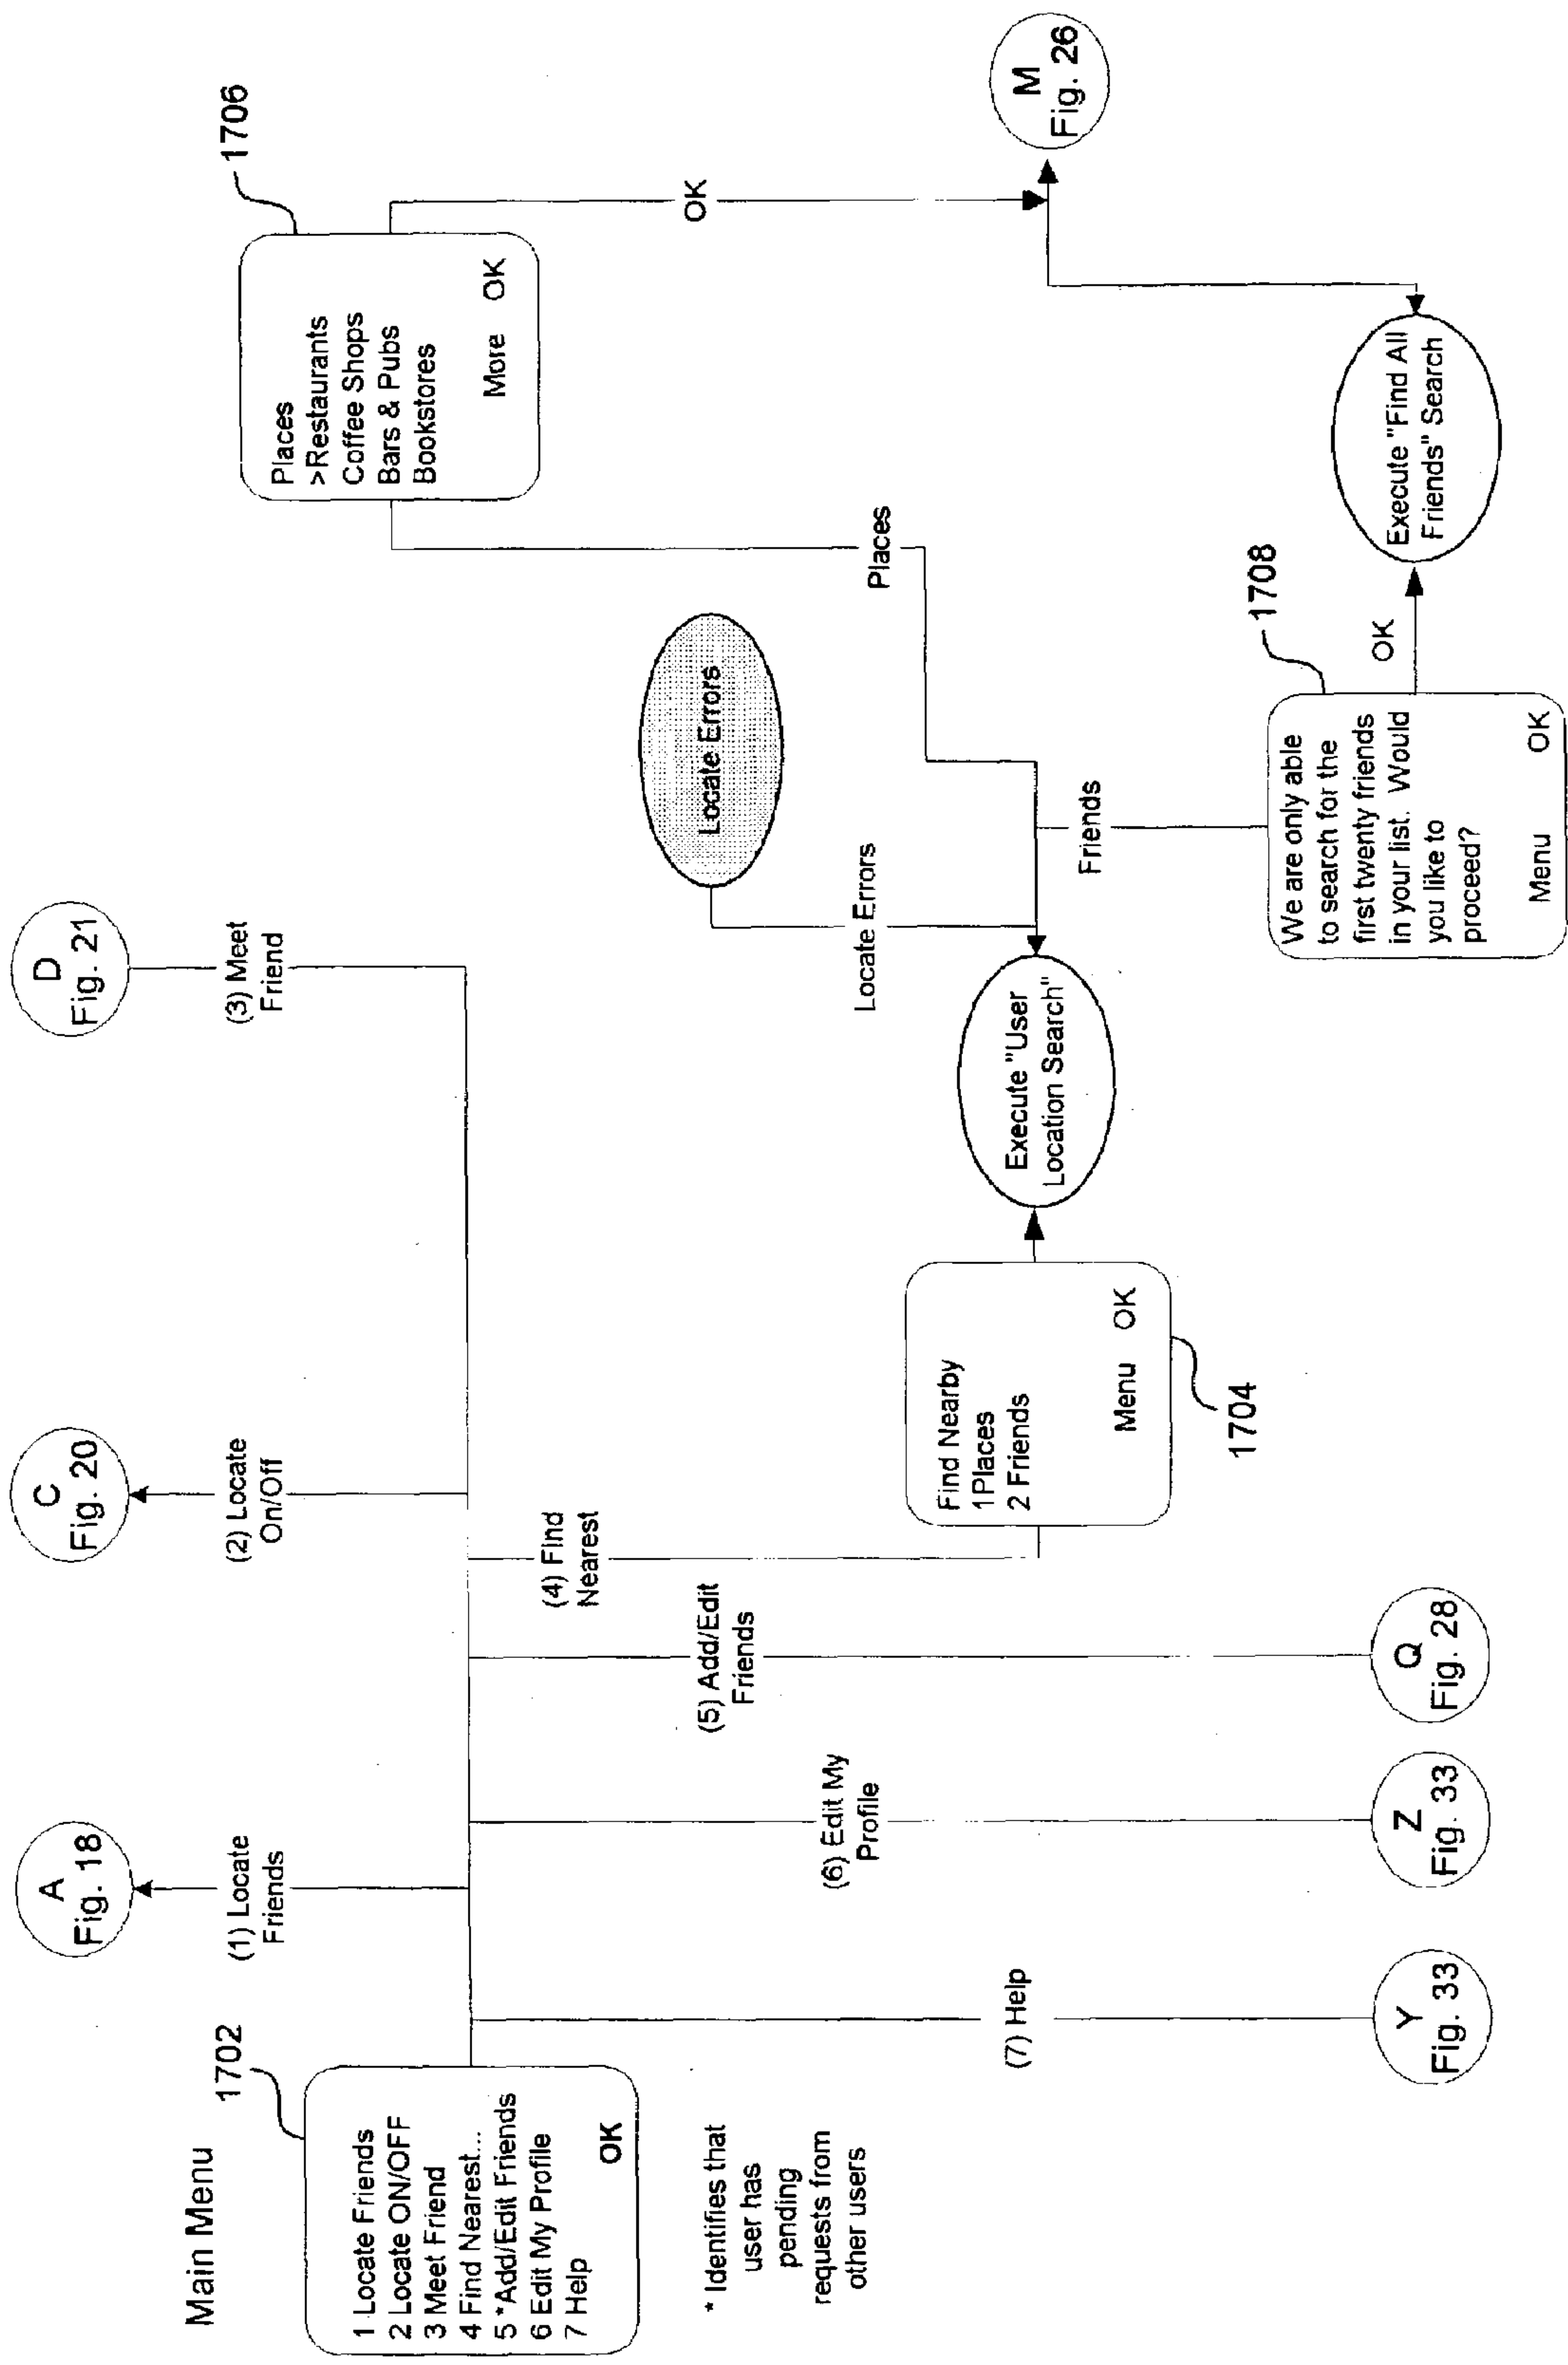 Main Menu
1702
1 Locate Friends
2 Locate ON/OFF
3 Meet Friend
4 Find Nearest...
5 *Add/Edit Friends
6 Edit My Profile
7 Help
OK
* Identifies that
user has
pending
requests from
other users
A
Fig. 18
(1) Locate
Friends
C
Fig. 20
(2) Locate
On/Off
D
Fig. 21
(3) Meet
Friend
(4) Find
Nearest
(5) Add/Edit
Friends
(6) Edit My
Profile
(7) Help
Y
Fig. 33
Z
Fig. 33
Q
Fig. 28
Find Nearby
1Places
2 Friends
Menu OK
1704
Execute "User
Location Search"
Locate Errors
Locate Errors
Places
Friends
1706
Places
>Restaurants
Coffee Shops
Bars & Pubs
Bookstores
More OK
OK
M
Fig. 26
1708
We are only able
to search for the
first twenty friends
in your list. Would
you like to
proceed?
Menu OK
OK
Execute "Find All
Friends" Search